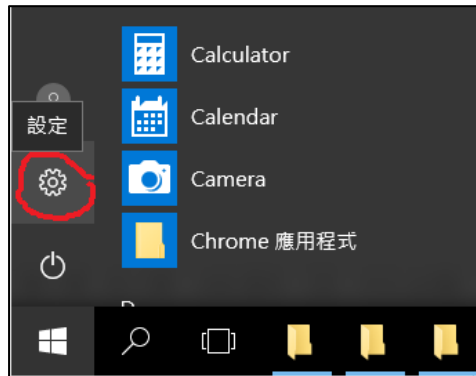 Calculator
設定
Calendar
Camera
Chrome 應用程式